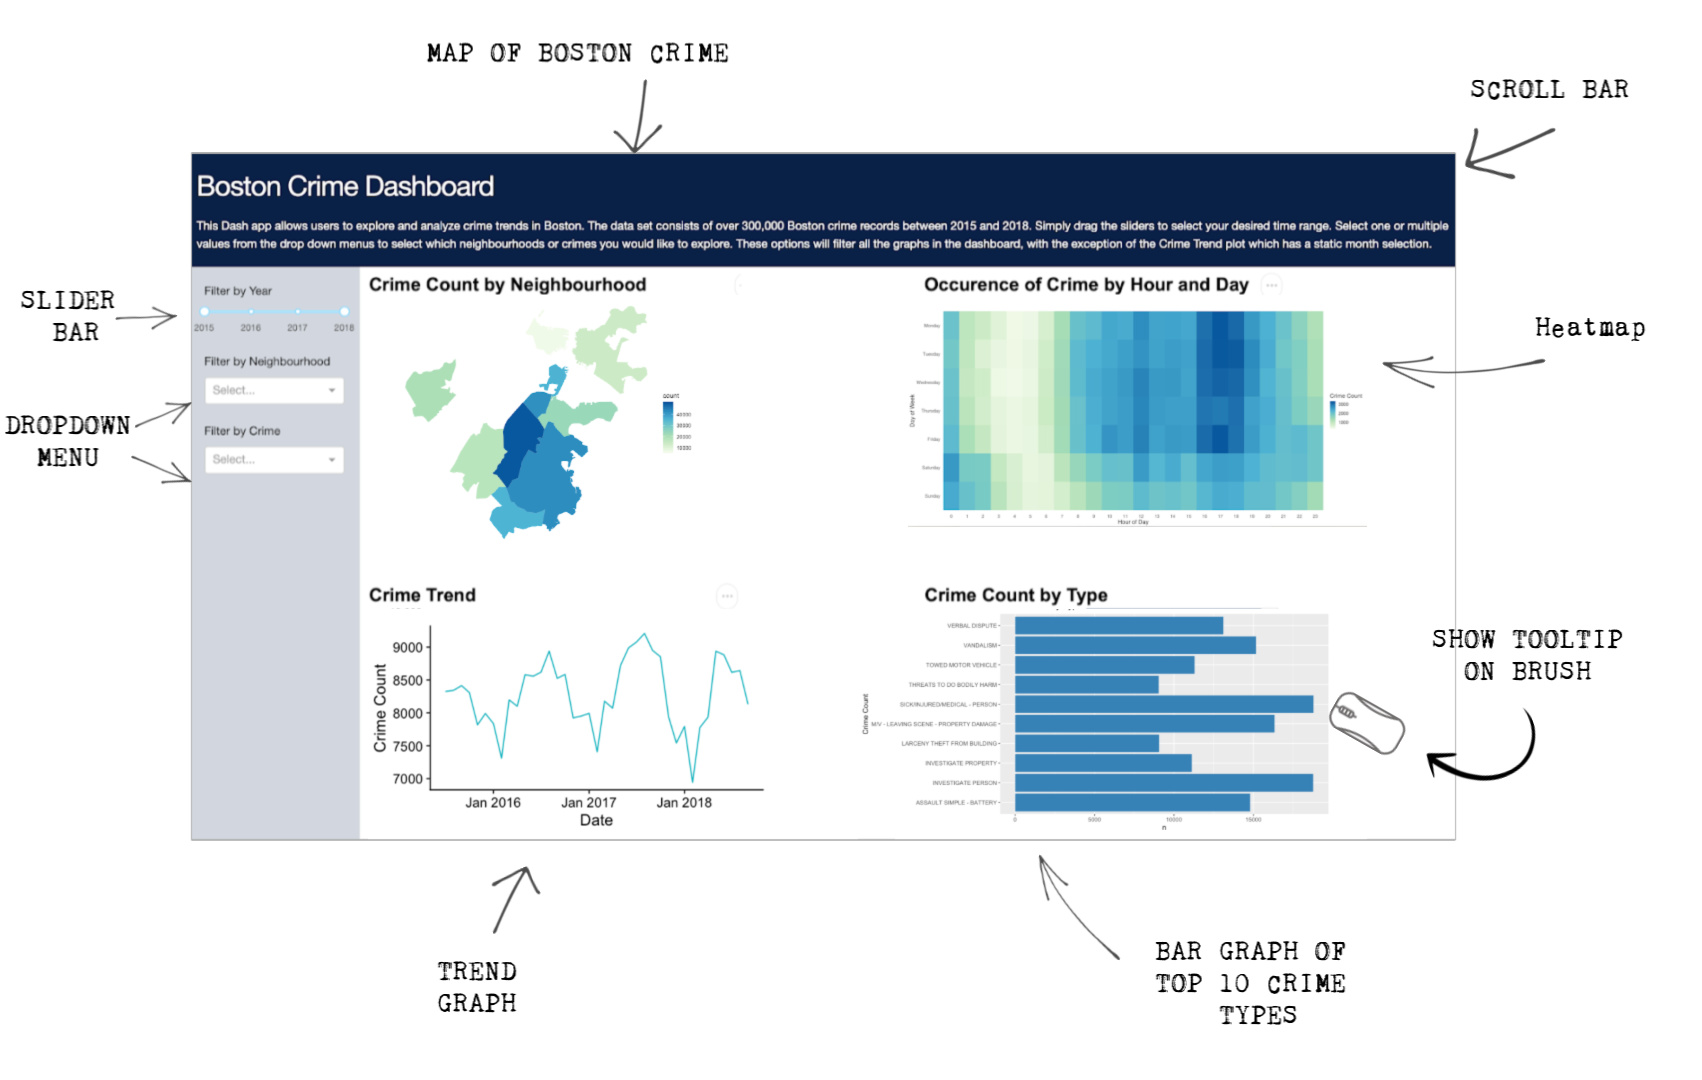 MAP OF BOSTON CRIME
SCROLL BAR
Boston Crime Dashboard
This Dash app allows users to explore and analyze crime trends in Boston. The data set consists of over 300,000 Boston crime records between 2015 and 2018. Simply drag the sliders to select your desired time range. Select one or multiple
values from the drop down menus to select which neighbourhoods or crimes you would like to explore. These options will filter all the graphs in the dashboard, with the exception of the Crime Trend plot which has a static month selection.
SLIDER
BAR
Filter by Year
2015 2016 2017 2018
Filter by Neighbourhood
Select...
DROPDOWN
MENU
Filter by Crime
Select...
Crime Count by Neighbourhood
count
40000
30000
20000
10000
Occurence of Crime by Hour and Day
Day of Week
Monday
Tuesday
Wednesday
Thursday
Friday
Saturday
Sunday
0 1 2 3 4 5 6 7 8 9 10 11 12 13 14 15 16 17 18 19 20 21 22 23
Hour of Day
Crime Count
3000
2000
1000
Heatmap
Crime Trend
Crime Count
9000
8500
8000
7500
7000
Jan 2016 Jan 2017 Jan 2018
Date
Crime Count by Type
Crime Count
VERBAL DISPUTE
VANDALISM
TOWED MOTOR VEHICLE
THREATS TO DO BODILY HARM
SICK/INJURED/MEDICAL - PERSON
M/V - LEAVING SCENE - PROPERTY DAMAGE
LARCENY THEFT FROM BUILDING
INVESTIGATE PROPERTY
INVESTIGATE PERSON
ASSAULT SIMPLE - BATTERY
0 5000 10000 15000
n
SHOW TOOLTIP
ON BRUSH
TREND
GRAPH
BAR GRAPH OF
TOP 10 CRIME
TYPES